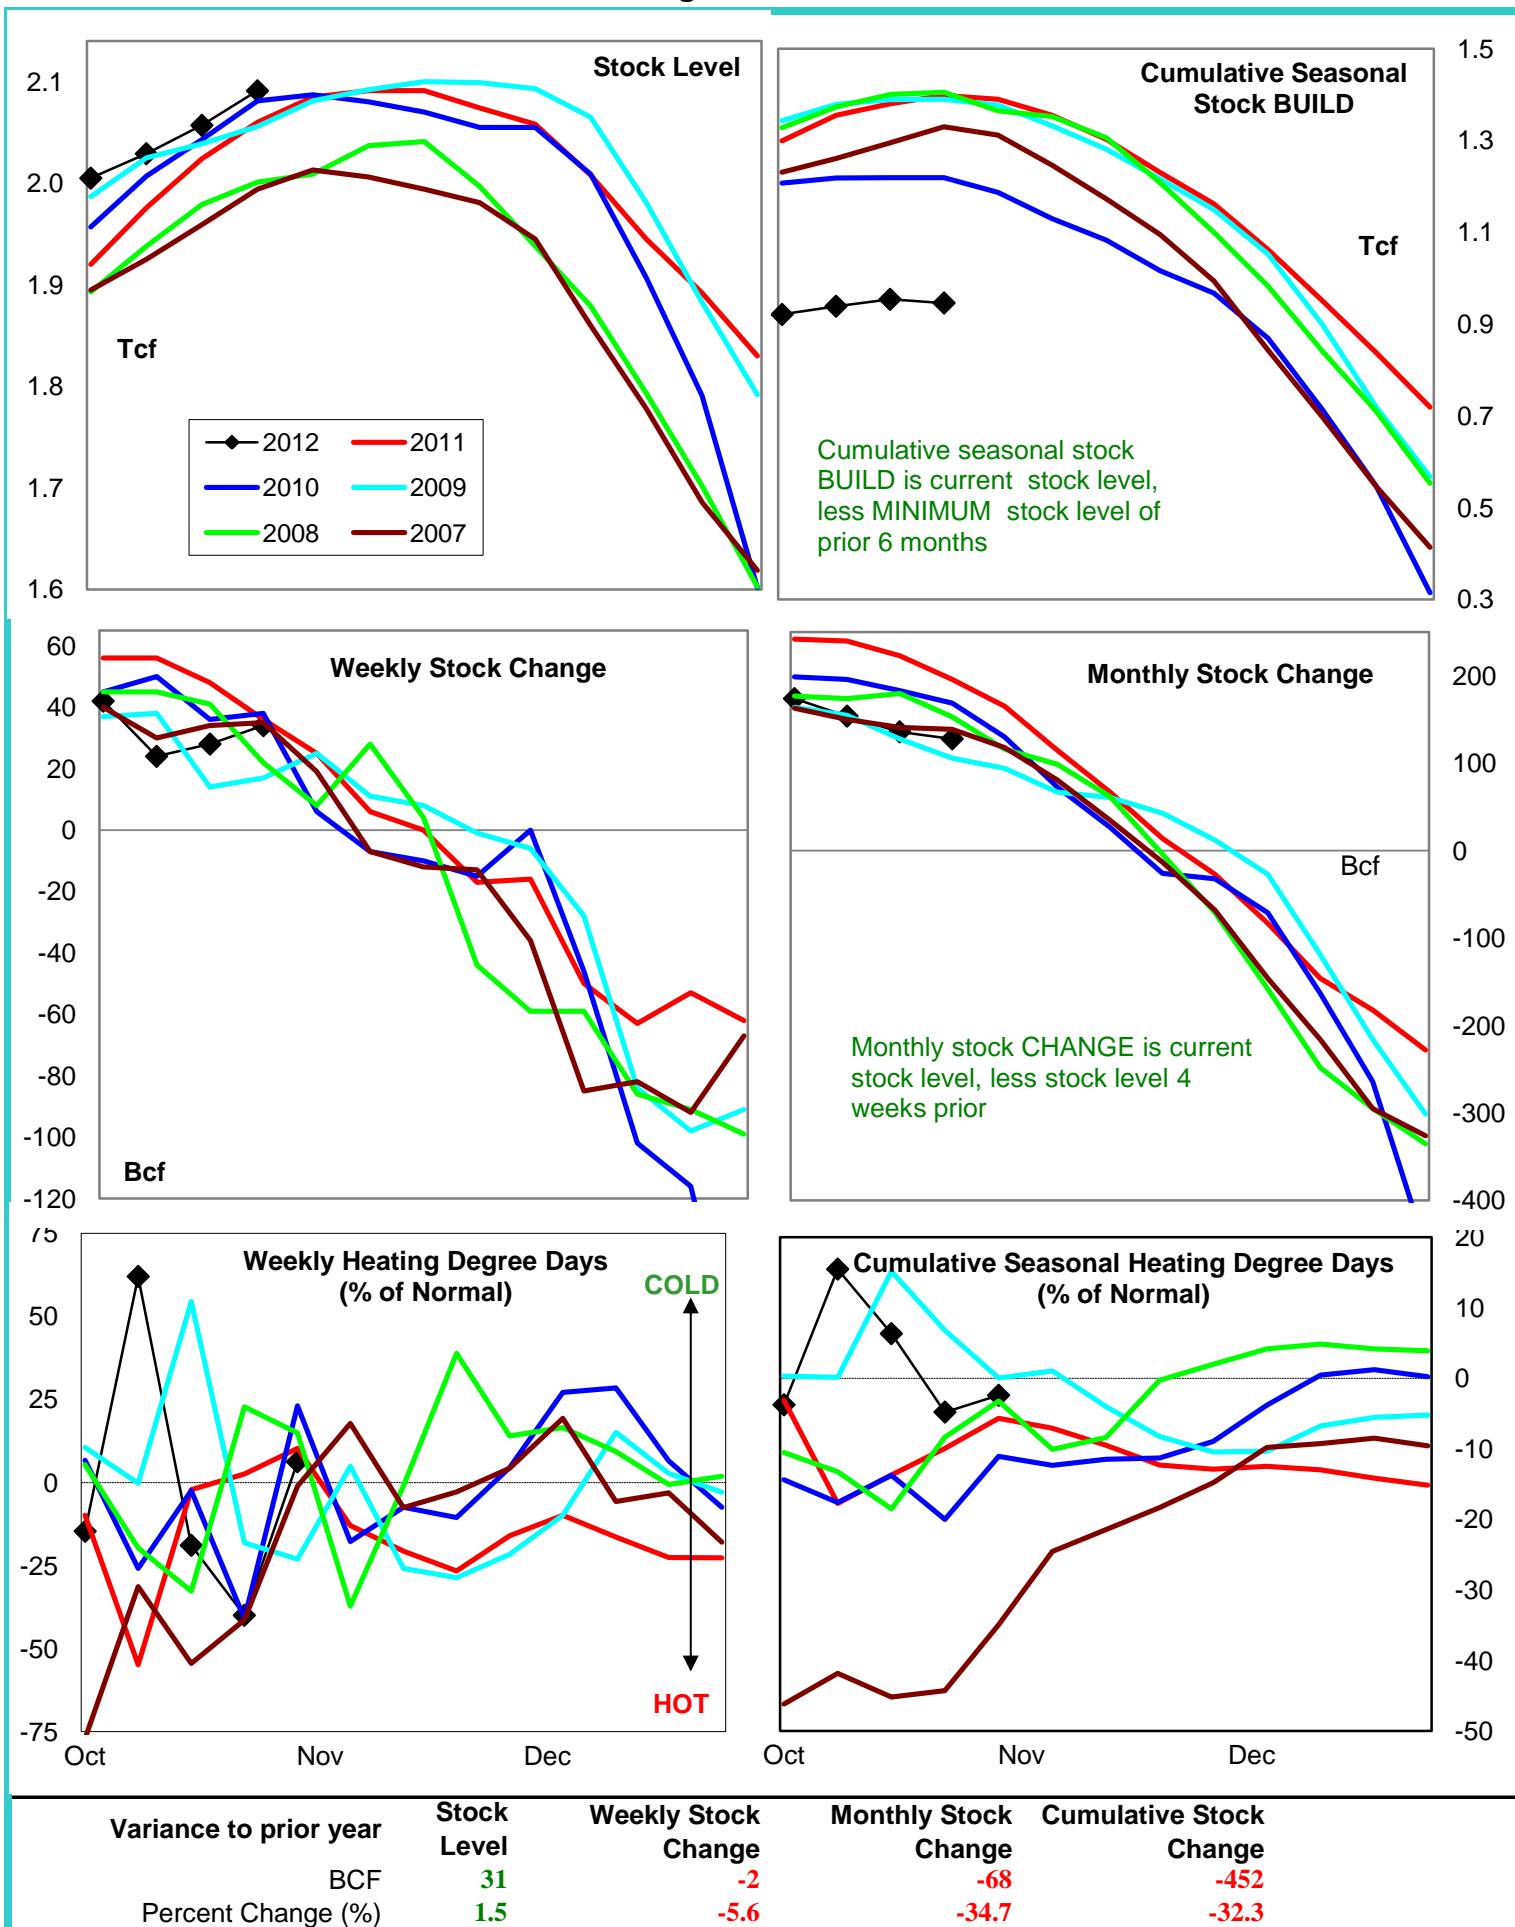 Stock Level
2.1
2.0
1.9
1.8
1.7
1.6
Tcf
2012
2011
2010
2009
2008
2007
Cumulative Seasonal
Stock BUILD
1.5
1.3
1.1
0.9
0.7
0.5
0.3
Tcf
Cumulative seasonal stock
BUILD is current stock level,
less MINIMUM stock level of
prior 6 months
Weekly Stock Change
60
40
20
0
-20
-40
-60
-80
-100
-120
Bcf
Monthly Stock Change
200
100
0
-100
-200
-300
-400
Bcf
Monthly stock CHANGE is current
stock level, less stock level 4
weeks prior
Weekly Heating Degree Days
(% of Normal)
75
50
25
0
-25
-50
-75
COLD
HOT
Oct
Nov
Dec
Cumulative Seasonal Heating Degree Days
(% of Normal)
20
10
0
-10
-20
-30
-40
-50
Oct
Nov
Dec
Variance to prior year
Stock
Level
Weekly Stock
Change
Monthly Stock
Change
Cumulative Stock
Change
BCF 31 -2 -68 -452
Percent Change (%) 1.5 -5.6 -34.7 -32.3